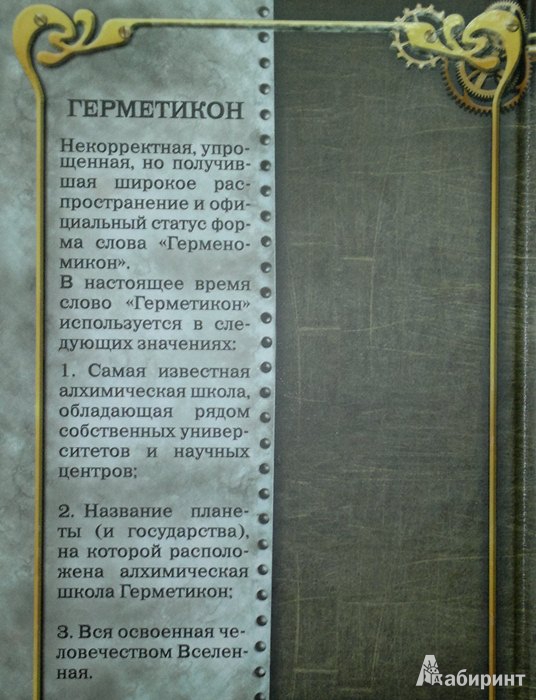 ГЕРМЕТИКОН
Некорректная, упро-
щенная, но получив-
шая широкое рас-
пространение и офи-
циальный статус фор-
ма слова «Гермено-
микон».
В настоящее время
слово «Герметикон»
используется в сле-
дующих значениях:
1. Самая известная
алхимическая школа,
обладающая рядом
собственных универ-
ситетов и научных
центров;
2. Название плане-
ты (и государства),
на которой располо-
жена алхимическая
школа Герметикон;
3. Вся освоенная че-
ловечеством Вселен-
ная.
Лабиринт